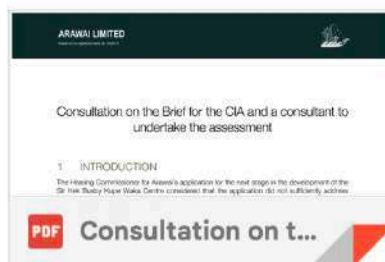 ARAWAI LIMITED
Consultation on the Brief for the CIA and a consultant to
undertake the assessment
1 INTRODUCTION
The Hearing Commissioner for Arawai's application for the next stage in the development of the
Sir Hek Busby Kupe Waka Centre considered that the application did not sufficiently address
PDF Consultation on t...